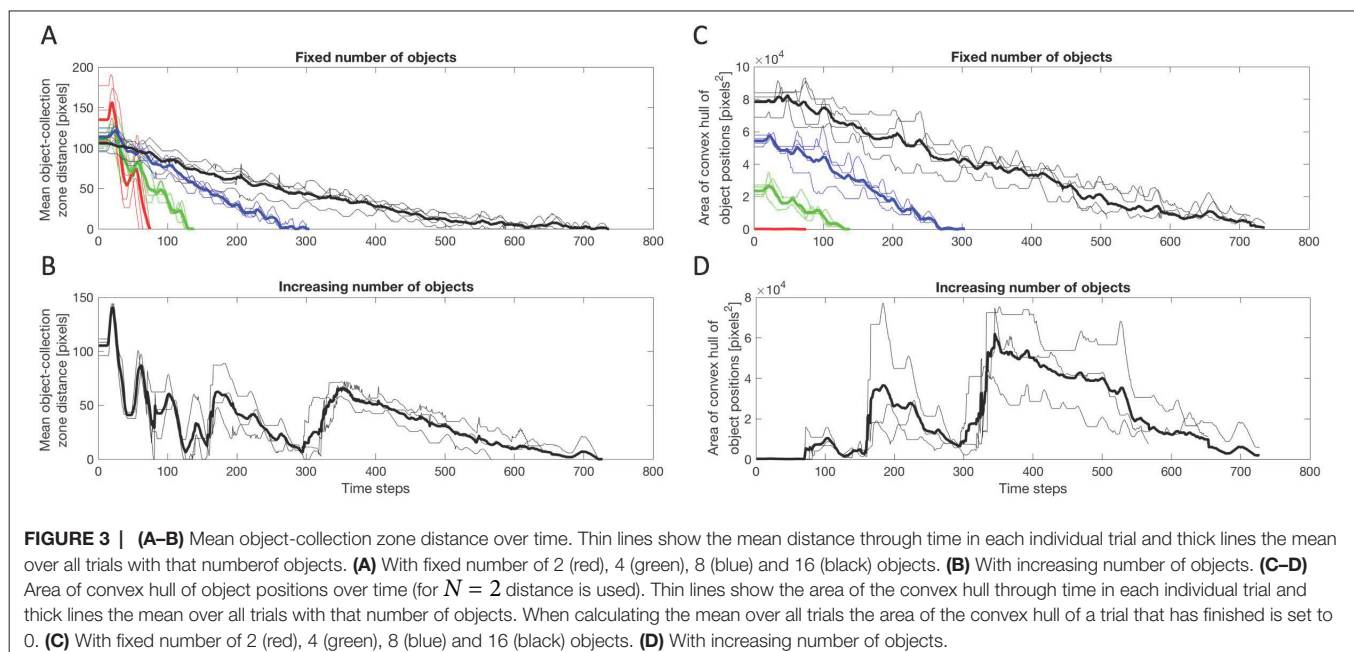 A
Fixed number of objects
Mean object-collection
zone distance [pixels]
200
150
100
50
0
0 100 200 300 400 500 600 700 800
C
Fixed number of objects
×10⁴
Area of convex hull of
object positions [pixels²]
10
8
6
4
2
0
0 100 200 300 400 500 600 700 800
B
Increasing number of objects
Mean object-collection
zone distance [pixels]
150
100
50
0
0 100 200 300 400 500 600 700 800
Time steps
D
Increasing number of objects
×10⁴
Area of convex hull of
object positions [pixels²]
8
6
4
2
0
0 100 200 300 400 500 600 700 800
Time steps
FIGURE 3 | (A–B) Mean object-collection zone distance over time. Thin lines show the mean distance through time in each individual trial and thick lines the mean
over all trials with that numberof objects. (A) With fixed number of 2 (red), 4 (green), 8 (blue) and 16 (black) objects. (B) With increasing number of objects. (C–D)
Area of convex hull of object positions over time (for N = 2 distance is used). Thin lines show the area of the convex hull through time in each individual trial and
thick lines the mean over all trials with that number of objects. When calculating the mean over all trials the area of the convex hull of a trial that has finished is set to
0. (C) With fixed number of 2 (red), 4 (green), 8 (blue) and 16 (black) objects. (D) With increasing number of objects.